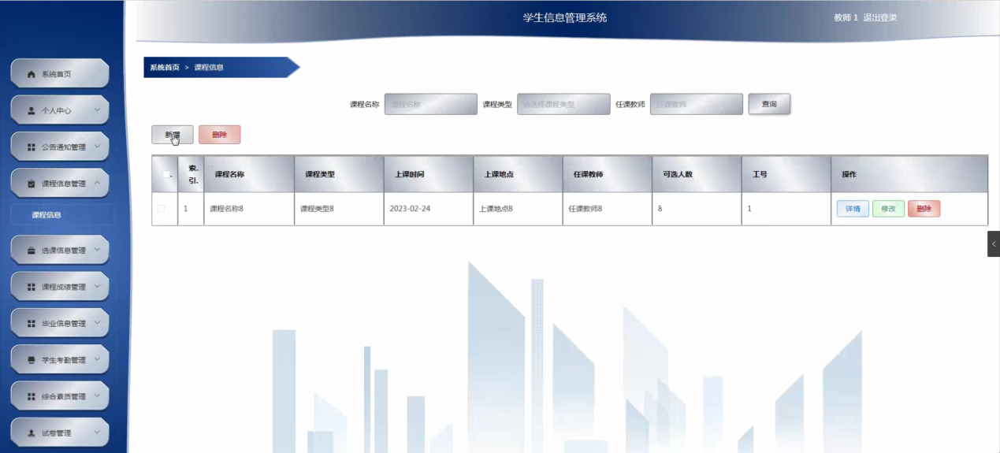 学生信息管理系统
教师 1 退出登录
系统首页
个人中心
公告通知管理
课程信息管理
课程信息
选课信息管理
课程成绩管理
毕业信息管理
学生考勤管理
综合素质管理
试卷管理
系统首页 > 课程信息
课程名称 课程名称 课程类型 请选择课程类型 任课教师 任课教师 查询
新增 删除
索. 引. 课程名称 课程类型 上课时间 上课地点 任课教师 可选人数 工号 操作
1 课程名称8 课程类型8 2023-02-24 上课地点8 任课教师8 8 1 详情 修改 删除